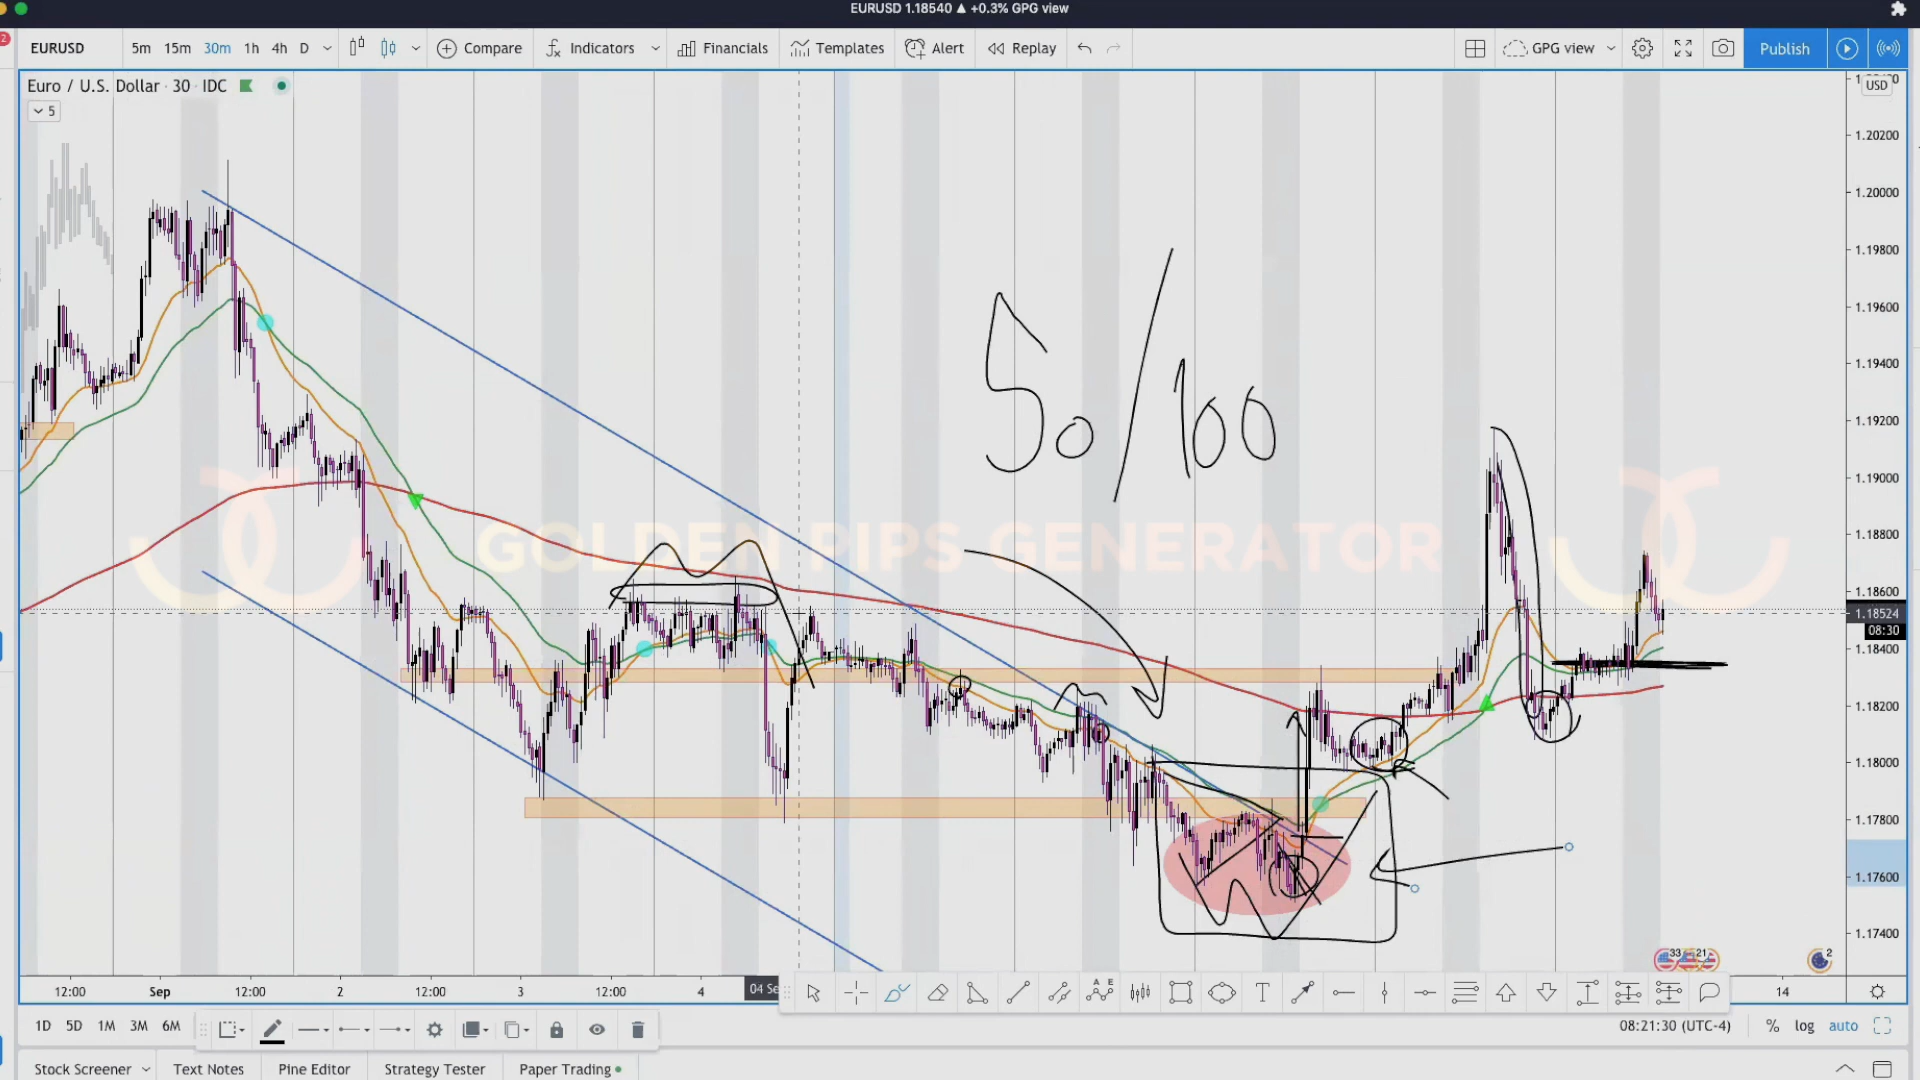 EURUSD 1.18540 ▲ +0.3% GPG view
EURUSD 5m 15m 30m 1h 4h D Compare Indicators Financials Templates Alert Replay GPG view Publish
Euro / U.S. Dollar · 30 · IDC
USD
5
1.20200
1.20000
1.19800
1.19600
1.19400
50/100
1.19200
1.19000
GOLDEN PIPS GENERATOR
1.18800
1.18600
1.18524
08:30
1.18400
1.18200
1.18000
1.17800
1.17600
1.17400
33 21 2
12:00 Sep 12:00 2 12:00 3 12:00 4 04 Se 14
A E
T
1D 5D 1M 3M 6M 08:21:30 (UTC-4) % log auto
Stock Screener Text Notes Pine Editor Strategy Tester Paper Trading